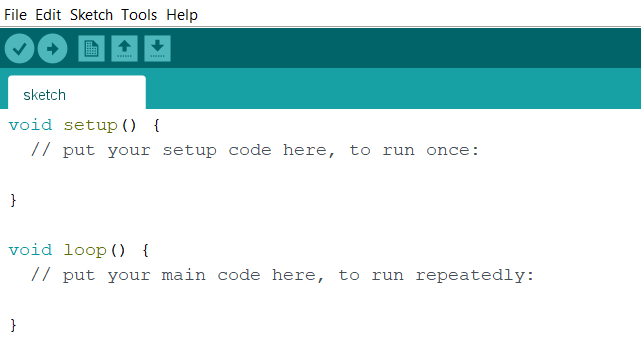 File Edit Sketch Tools Help
sketch
void setup() {
  // put your setup code here, to run once:
}
void loop() {
  // put your main code here, to run repeatedly:
}